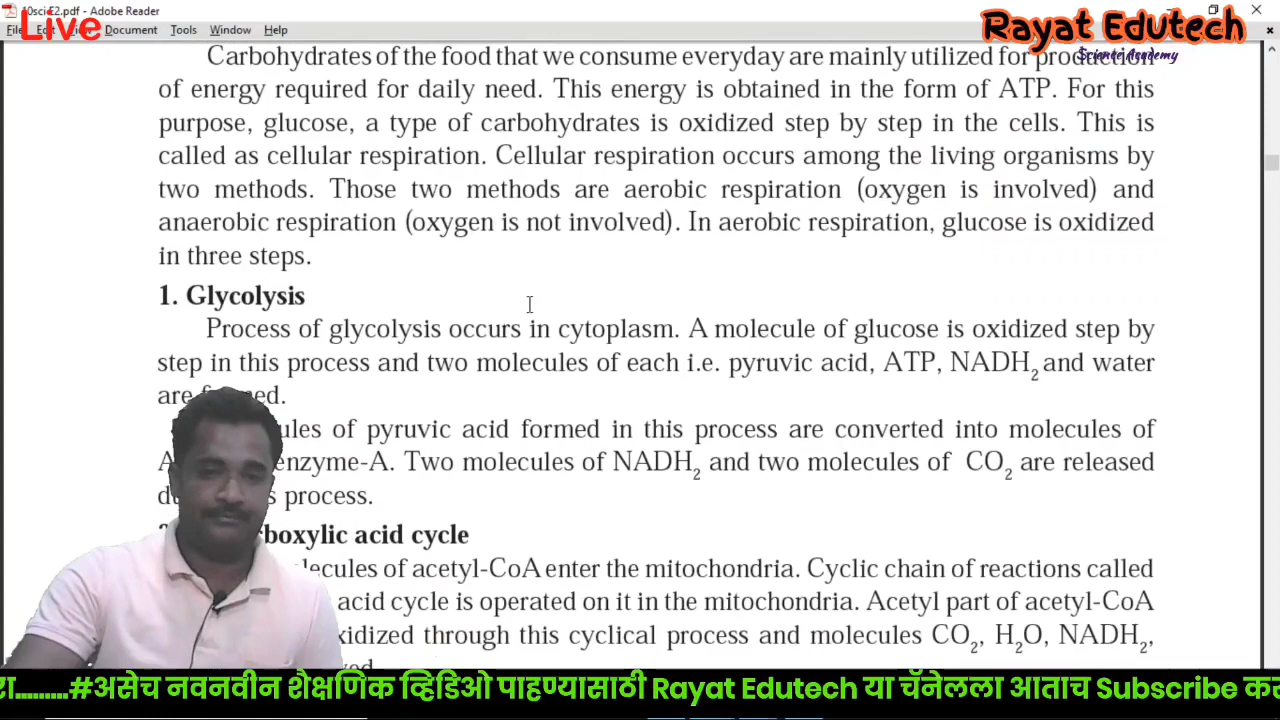 10sci E2.pdf - Adobe Reader
Live
File Edit Document Tools Window Help
Rayat Edutech
Science Academy
Carbohydrates of the food that we consume everyday are mainly utilized for production
of energy required for daily need. This energy is obtained in the form of ATP. For this
purpose, glucose, a type of carbohydrates is oxidized step by step in the cells. This is
called as cellular respiration. Cellular respiration occurs among the living organisms by
two methods. Those two methods are aerobic respiration (oxygen is involved) and
anaerobic respiration (oxygen is not involved). In aerobic respiration, glucose is oxidized
in three steps.
1. Glycolysis
Process of glycolysis occurs in cytoplasm. A molecule of glucose is oxidized step by
step in this process and two molecules of each i.e. pyruvic acid, ATP, NADH2 and water
are
of pyruvic acid formed in this process are converted into molecules of
Two molecules of NADH2 and two molecules of CO2 are released
process.
acid cycle
of acetyl-CoA enter the mitochondria. Cyclic chain of reactions called
acid cycle is operated on it in the mitochondria. Acetyl part of acetyl-CoA
through this cyclical process and molecules CO2, H2O, NADH2,
#असेच नवनवीन शैक्षणिक व्हिडिओ पाहण्यासाठी Rayat Edutech या चॅनेलला आताच Subscribe